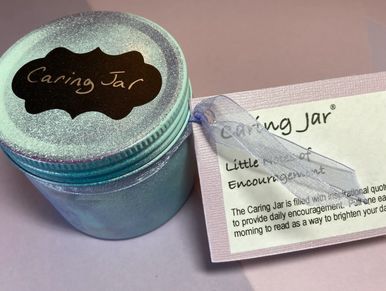 Caring Jar
Caring Jar®
Little Notes of
Encouragement
The Caring Jar is filled with inspirational
to provide daily encouragement. Pull one
morning to read as a way to brighten your